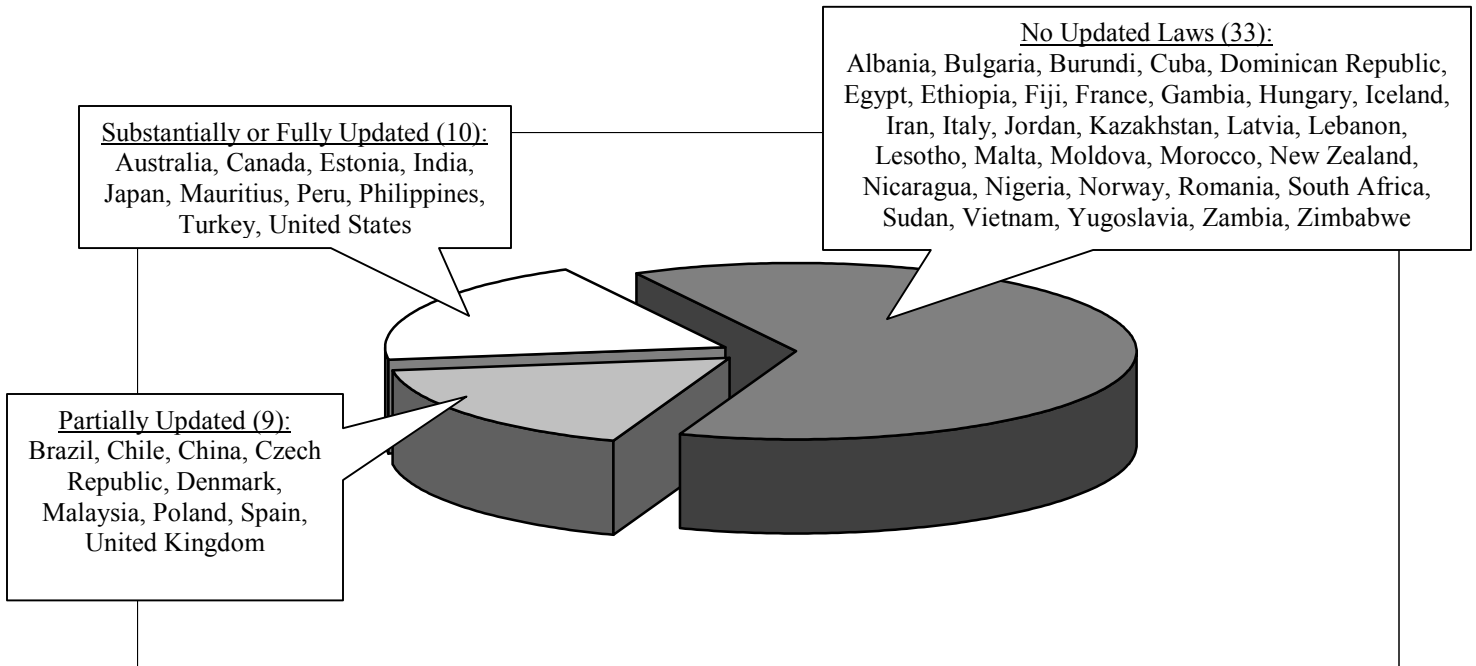 No Updated Laws (33):
Albania, Bulgaria, Burundi, Cuba, Dominican Republic,
Egypt, Ethiopia, Fiji, France, Gambia, Hungary, Iceland,
Iran, Italy, Jordan, Kazakhstan, Latvia, Lebanon,
Lesotho, Malta, Moldova, Morocco, New Zealand,
Nicaragua, Nigeria, Norway, Romania, South Africa,
Sudan, Vietnam, Yugoslavia, Zambia, Zimbabwe
Substantially or Fully Updated (10):
Australia, Canada, Estonia, India,
Japan, Mauritius, Peru, Philippines,
Turkey, United States
Partially Updated (9):
Brazil, Chile, China, Czech
Republic, Denmark,
Malaysia, Poland, Spain,
United Kingdom